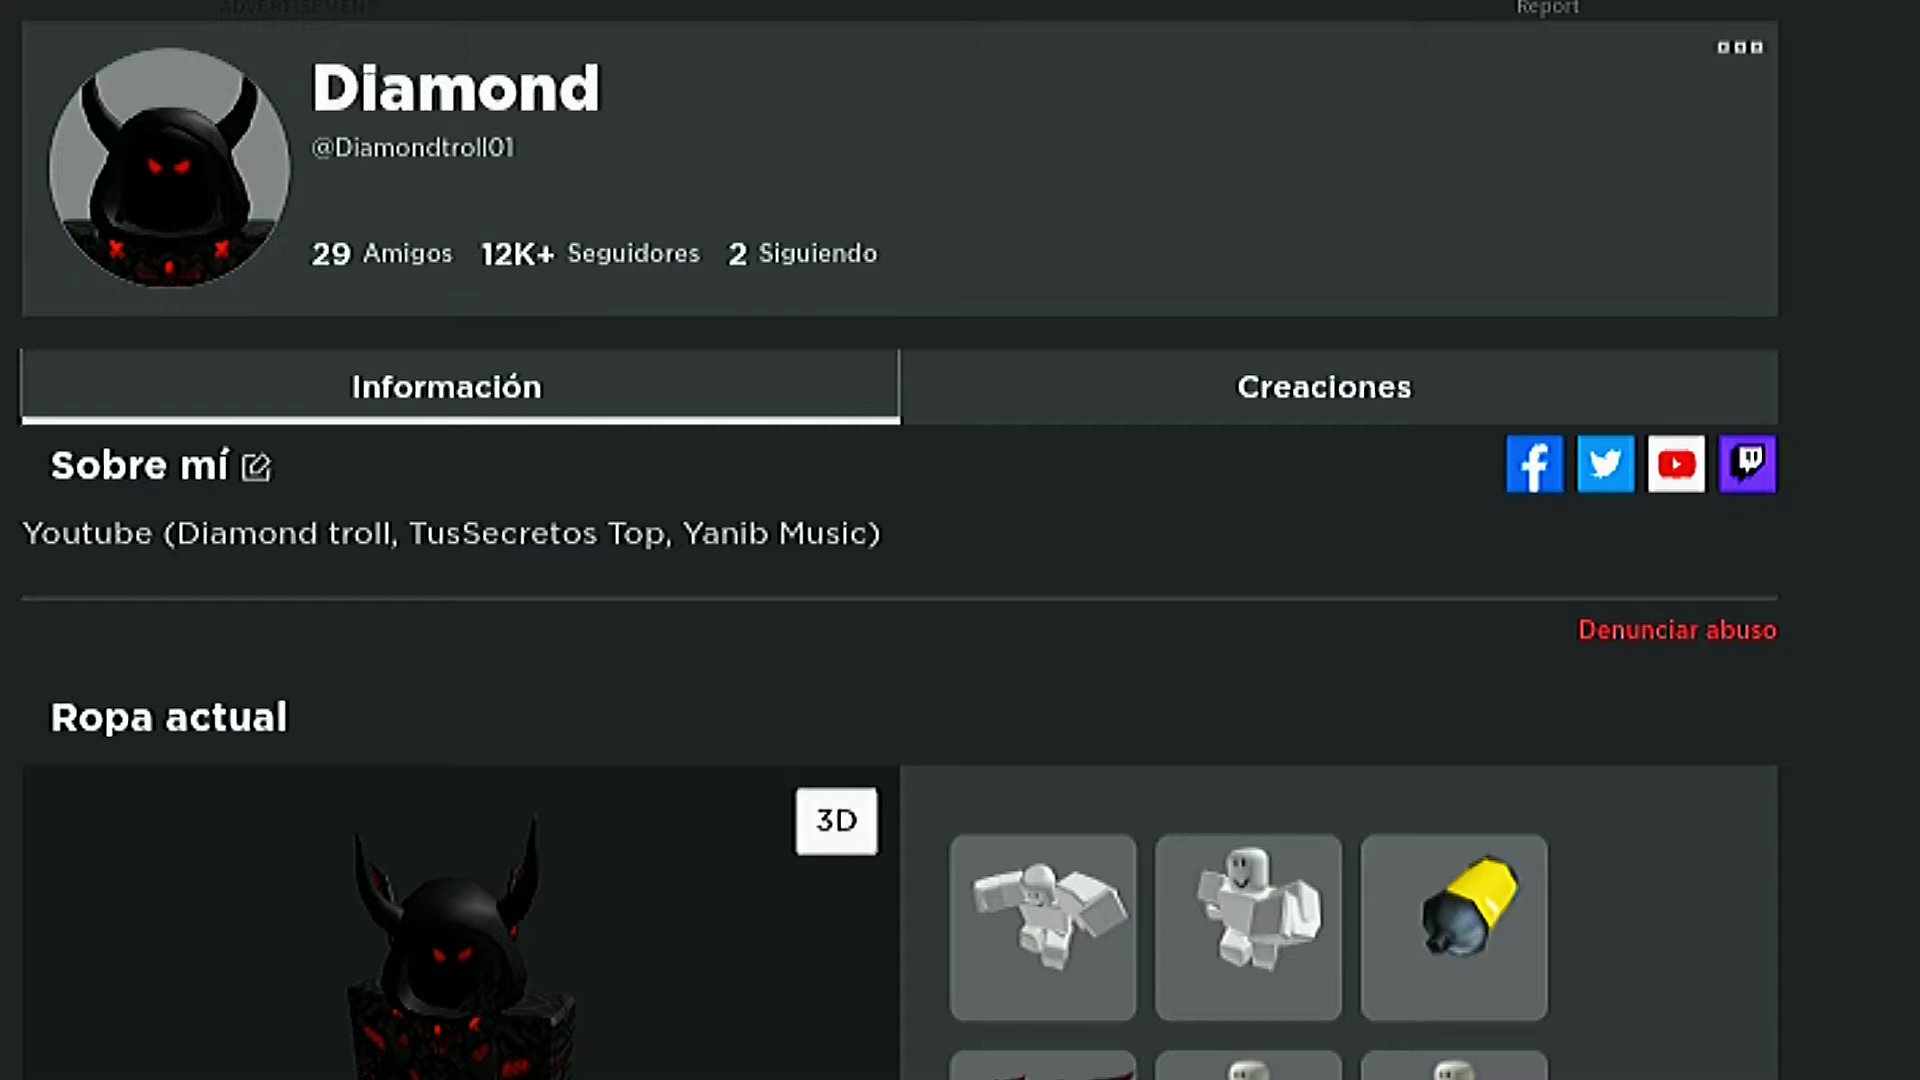 ADVERTISEMENT
Report
Diamond
@Diamondtroll01
29 Amigos 12K+ Seguidores 2 Siguiendo
Información
Creaciones
Sobre mí
Youtube (Diamond troll, TusSecretos Top, Yanib Music)
Denunciar abuso
Ropa actual
3D